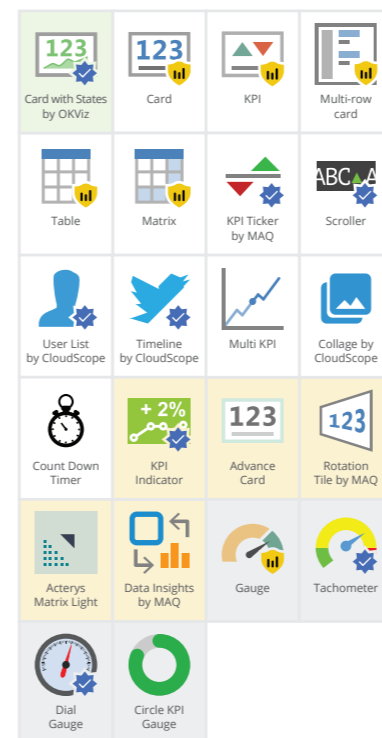 123
Card with States
by OKViz
123
Card
KPI
Multi-row
card
Table
Matrix
KPI Ticker
by MAQ
ABC A
Scroller
User List
by CloudScope
Timeline
by CloudScope
Multi KPI
Collage by
CloudScope
Count Down
Timer
+ 2%
KPI
Indicator
123
Advance
Card
123
Rotation
Tile by MAQ
Acterys
Matrix Light
Data Insights
by MAQ
Gauge
Tachometer
Dial
Gauge
Circle KPI
Gauge